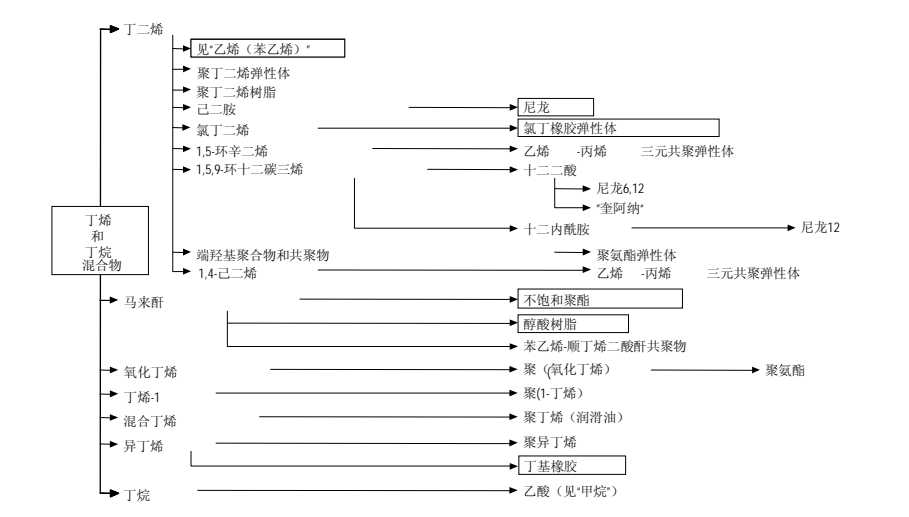 丁二烯
见"乙烯（苯乙烯）"
聚丁二烯弹性体
聚丁二烯树脂
己二胺 尼龙
氯丁二烯 氯丁橡胶弹性体
1,5-环辛二烯 乙烯 -丙烯 三元共聚弹性体
1,5,9-环十二碳三烯 十二二酸
尼龙6,12
"奎阿纳"
十二内酰胺 尼龙12
丁烯
和
丁烷
混合物
端羟基聚合物和共聚物 聚氨酯弹性体
1,4-己二烯 乙烯 -丙烯 三元共聚弹性体
马来酐 不饱和聚酯
醇酸树脂
苯乙烯-顺丁烯二酸酐共聚物
氧化丁烯 聚（氧化丁烯） 聚氨酯
丁烯-1 聚(1-丁烯）
混合丁烯 聚丁烯（润滑油）
异丁烯 聚异丁烯
丁基橡胶
丁烷 乙酸（见"甲烷"）